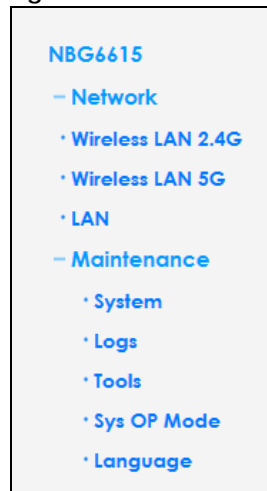 NBG6615
– Network
· Wireless LAN 2.4G
· Wireless LAN 5G
· LAN
– Maintenance
· System
· Logs
· Tools
· Sys OP Mode
· Language